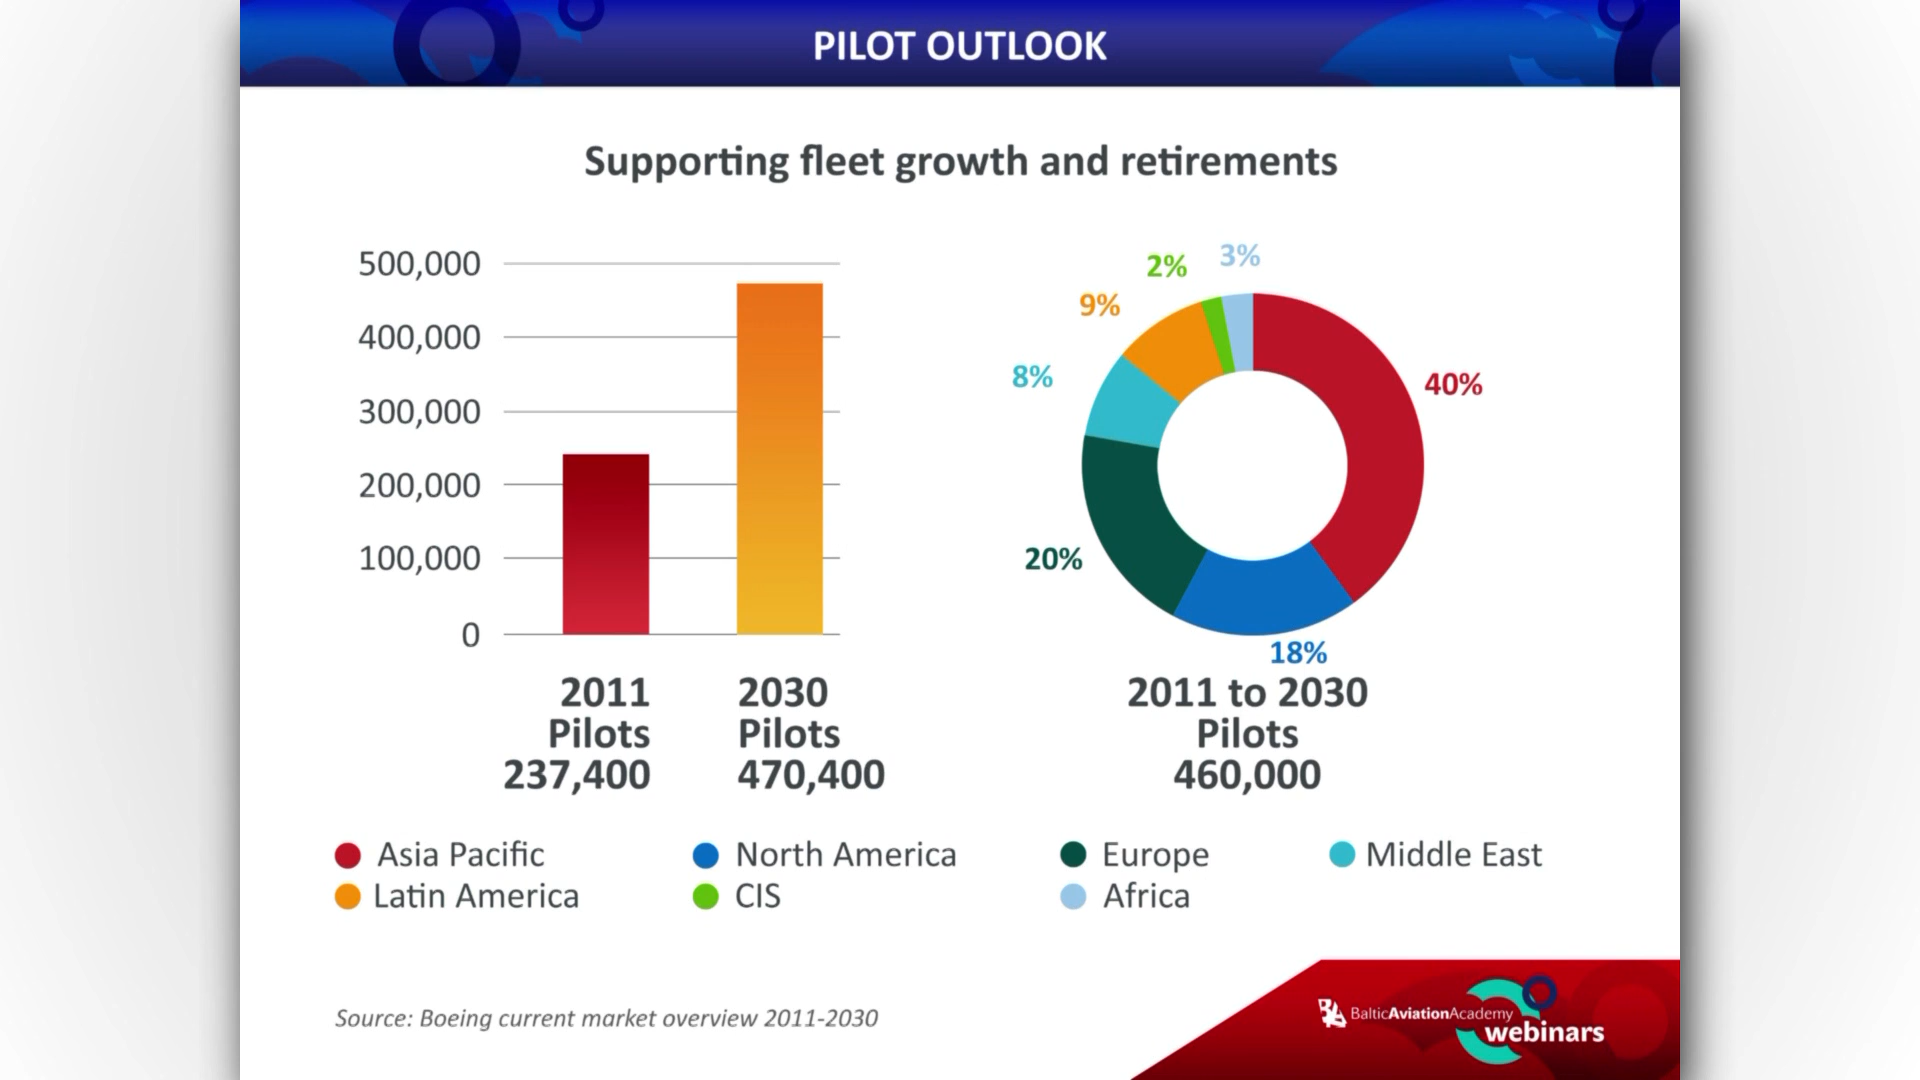 PILOT OUTLOOK
Supporting fleet growth and retirements
500,000
400,000
300,000
200,000
100,000
0
2011
Pilots
237,400
2030
Pilots
470,400
3%
2%
9%
8%
40%
20%
18%
2011 to 2030
Pilots
460,000
Asia Pacific
North America
Europe
Middle East
Latin America
CIS
Africa
Source: Boeing current market overview 2011-2030
BalticAviationAcademy
webinars